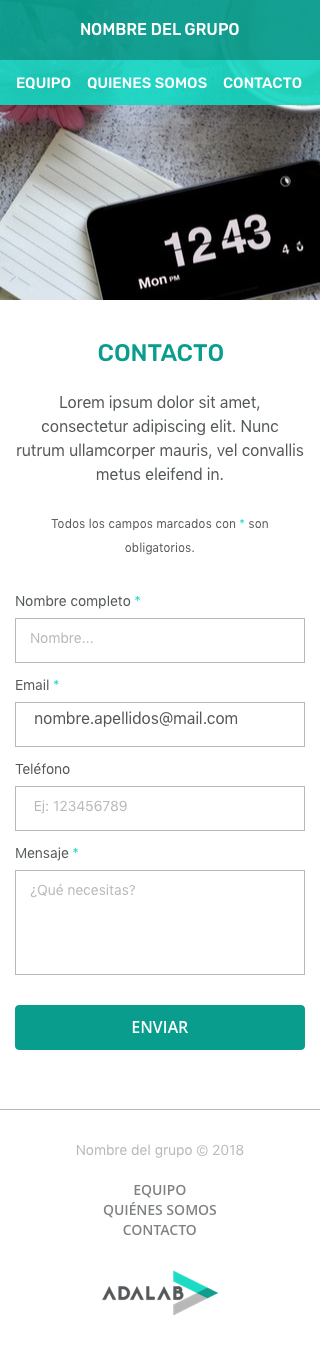 NOMBRE DEL GRUPO
EQUIPO QUIENES SOMOS CONTACTO
12 43
Mon PM
CONTACTO
Lorem ipsum dolor sit amet,
consectetur adipiscing elit. Nunc
rutrum ullamcorper mauris, vel convallis
metus eleifend in.
Todos los campos marcados con * son
obligatorios.
Nombre completo *
Nombre...
Email *
nombre.apellidos@mail.com
Teléfono
Ej: 123456789
Mensaje *
¿Qué necesitas?
ENVIAR
Nombre del grupo © 2018
EQUIPO
QUIÉNES SOMOS
CONTACTO
ADALAB